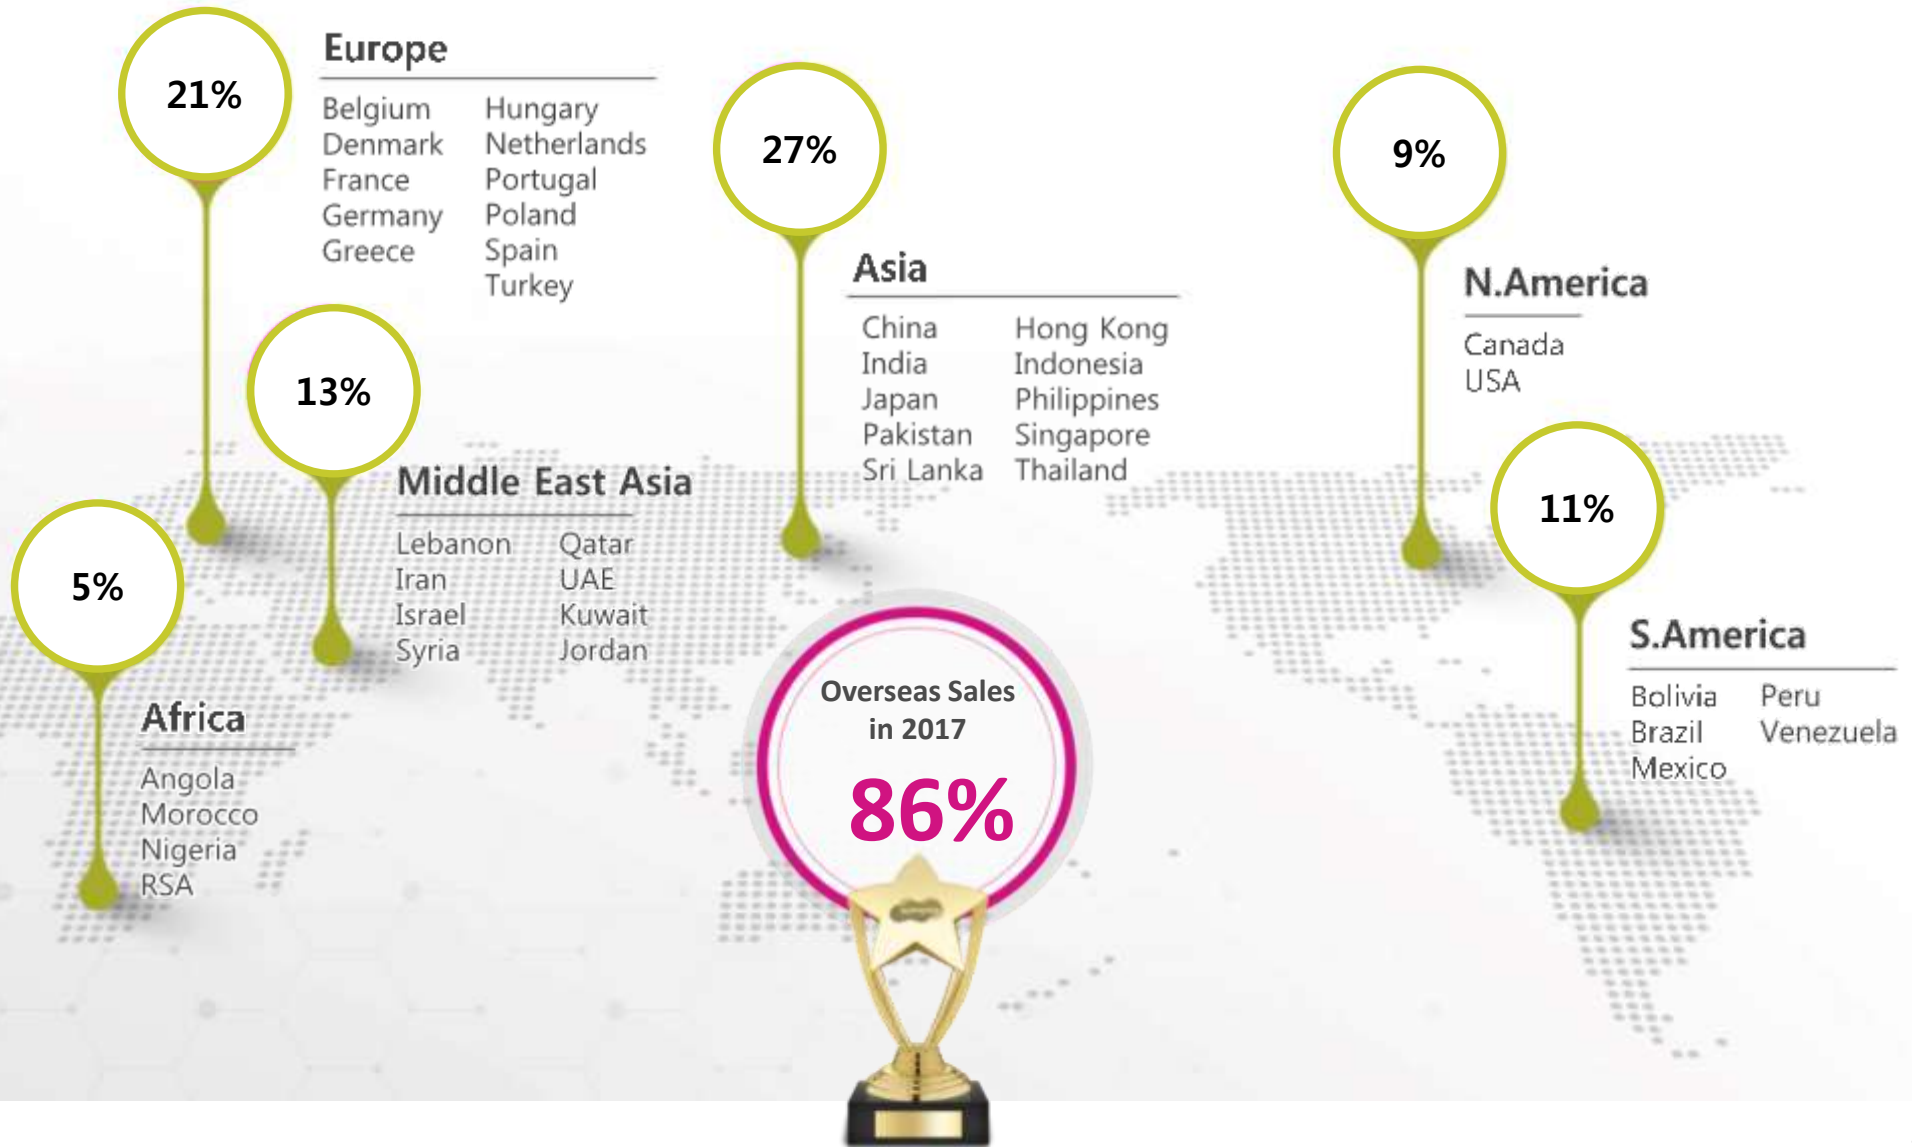 21%
Europe
Belgium Hungary
Denmark Netherlands
France Portugal
Germany Poland
Greece Spain
Turkey
27%
Asia
China Hong Kong
India Indonesia
Japan Philippines
Pakistan Singapore
Sri Lanka Thailand
9%
N.America
Canada
USA
13%
Middle East Asia
Lebanon Qatar
Iran UAE
Israel Kuwait
Syria Jordan
11%
S.America
Bolivia Peru
Brazil Venezuela
Mexico
5%
Africa
Angola
Morocco
Nigeria
RSA
Overseas Sales
in 2017
86%